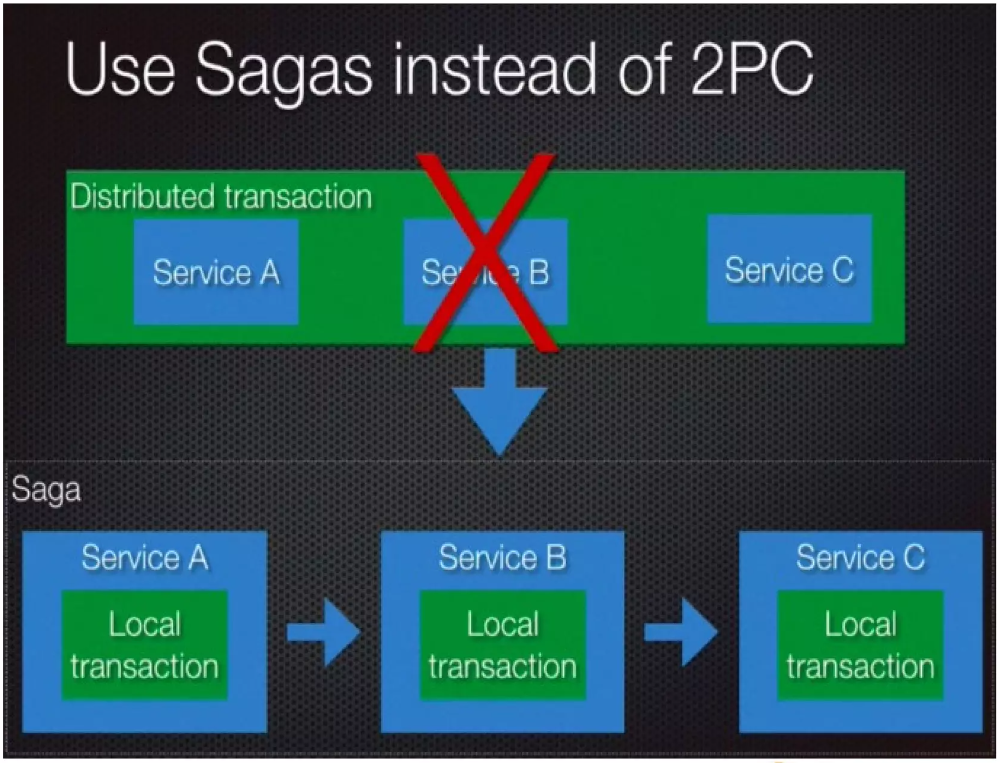 Use Sagas instead of 2PC
Distributed transaction
Service A
Service B
Service C
Saga
Service A
Local
transaction
Service B
Local
transaction
Service C
Local
transaction